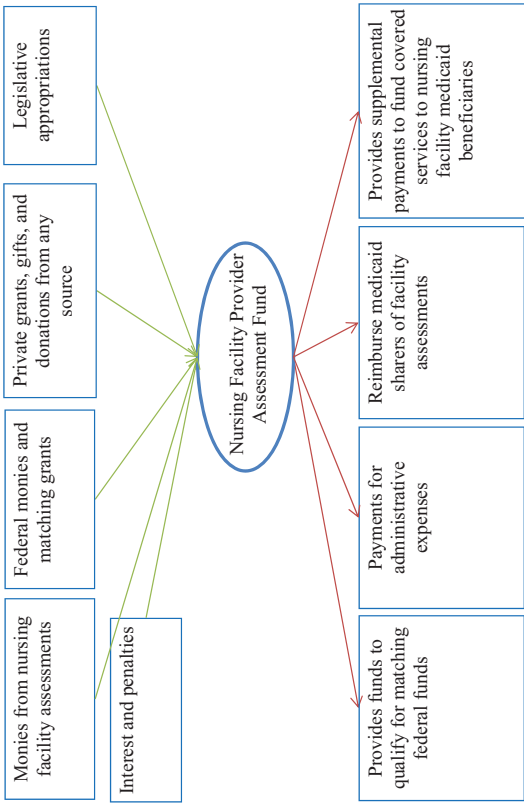 Monies from nursing
facility assessments
Federal monies and
matching grants
Private grants, gifts, and
donations from any
source
Legislative
appropriations
Interest and penalties
Nursing Facility Provider
Assessment Fund
Provides funds to
qualify for matching
federal funds
Payments for
administrative
expenses
Reimburse medicaid
sharers of facility
assessments
Provides supplemental
payments to fund covered
services to nursing
facility medicaid
beneficiaries